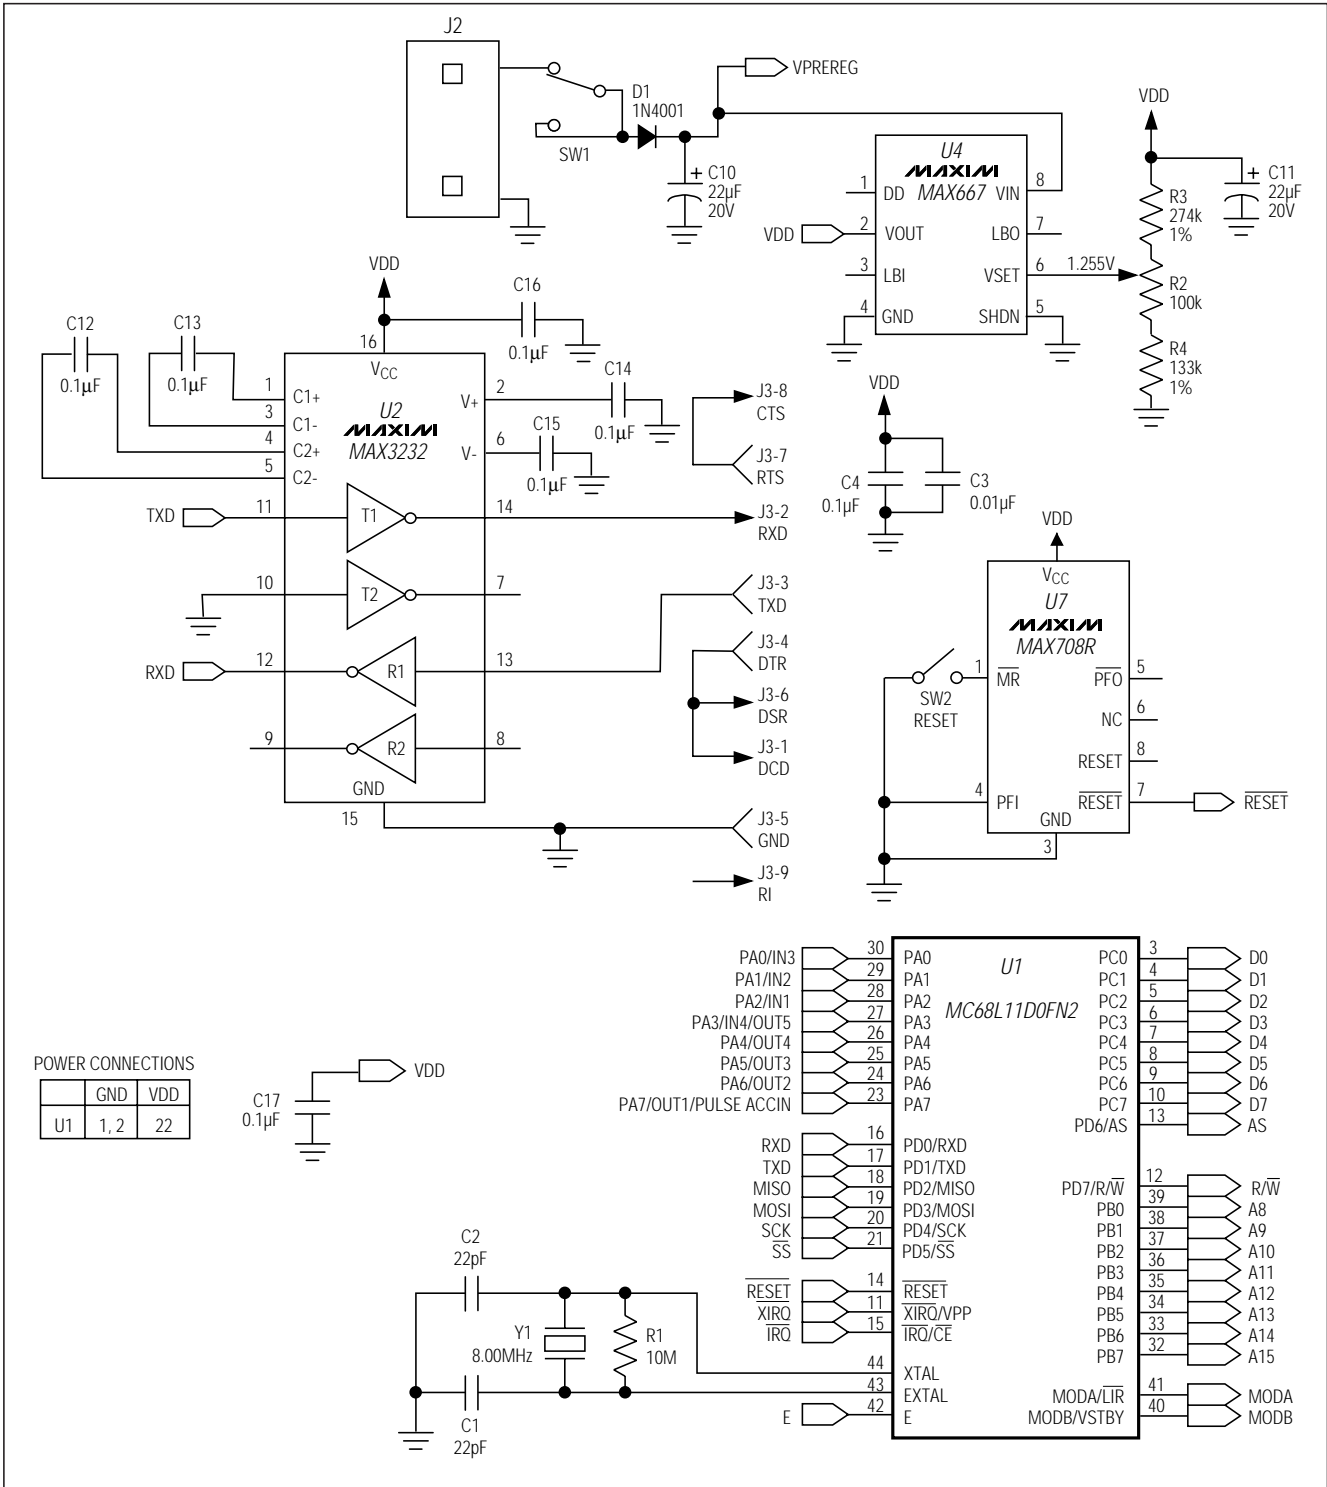 J2
SW1
D1
1N4001
VPREREG
+
C10
22µF
20V
U4
MAXIM
MAX667
1
DD
2
VOUT
VDD
3
LBI
4
GND
VIN
8
LBO
7
VSET
6
1.255V
SHDN
5
VDD
R3
274k
1%
R2
100k
R4
133k
1%
+
C11
22µF
20V
VDD
C16
0.1µF
C12
0.1µF
C13
0.1µF
16
VCC
U2
MAXIM
MAX3232
1
C1+
3
C1-
4
C2+
5
C2-
V+
2
C14
0.1µF
V-
6
C15
0.1µF
TXD
11
T1
14
10
T2
7
RXD
12
R1
13
9
R2
8
GND
15
J3-8
CTS
J3-7
RTS
J3-2
RXD
J3-3
TXD
J3-4
DTR
J3-6
DSR
J3-1
DCD
J3-5
GND
J3-9
RI
VDD
C4
0.1µF
C3
0.01µF
VDD
VCC
U7
MAXIM
MAX708R
1
MR
SW2
RESET
PFO
5
NC
6
RESET
8
4
PFI
RESET
7
RESET
GND
3
POWER CONNECTIONS
GND VDD
U1 1, 2 22
C17
0.1µF
VDD
U1
MC68L11D0FN2
PA0/IN3 30 PA0
PA1/IN2 29 PA1
PA2/IN1 28 PA2
PA3/IN4/OUT5 27 PA3
PA4/OUT4 26 PA4
PA5/OUT3 25 PA5
PA6/OUT2 24 PA6
PA7/OUT1/PULSE ACCIN 23 PA7
RXD 16 PD0/RXD
TXD 17 PD1/TXD
MISO 18 PD2/MISO
MOSI 19 PD3/MOSI
SCK 20 PD4/SCK
SS 21 PD5/SS
RESET 14 RESET
XIRQ 11 XIRQ/VPP
IRQ 15 IRQ/CE
44 XTAL
43 EXTAL
E 42 E
PC0 3 D0
PC1 4 D1
PC2 5 D2
PC3 6 D3
PC4 7 D4
PC5 8 D5
PC6 9 D6
PC7 10 D7
PD6/AS 13 AS
PD7/R/W 12 R/W
PB0 39 A8
PB1 38 A9
PB2 37 A10
PB3 36 A11
PB4 35 A12
PB5 34 A13
PB6 33 A14
PB7 32 A15
MODA/LIR 41 MODA
MODB/VSTBY 40 MODB
C2
22pF
Y1
8.00MHz
R1
10M
C1
22pF